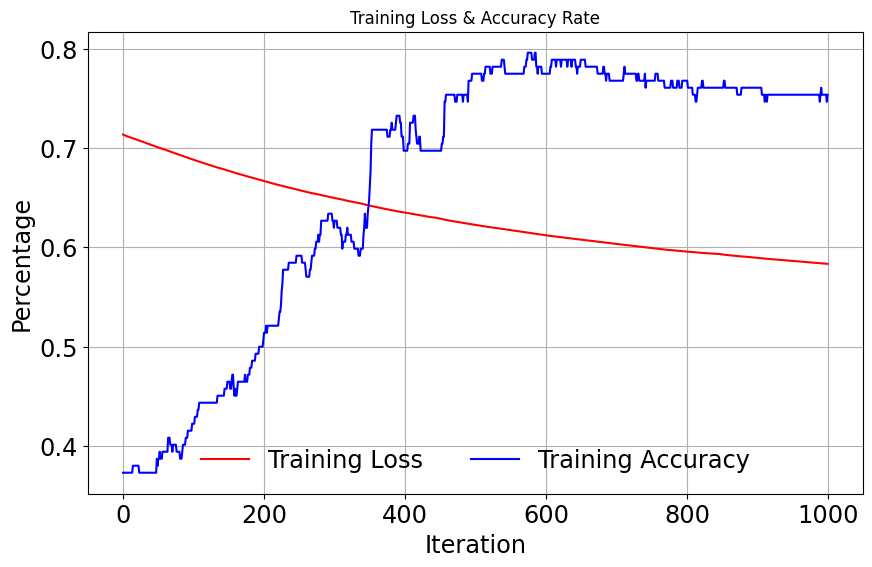 Training Loss & Accuracy Rate
0.8
0.7
0.6
0.5
0.4
Percentage
Training Loss
Training Accuracy
0 200 400 600 800 1000
Iteration